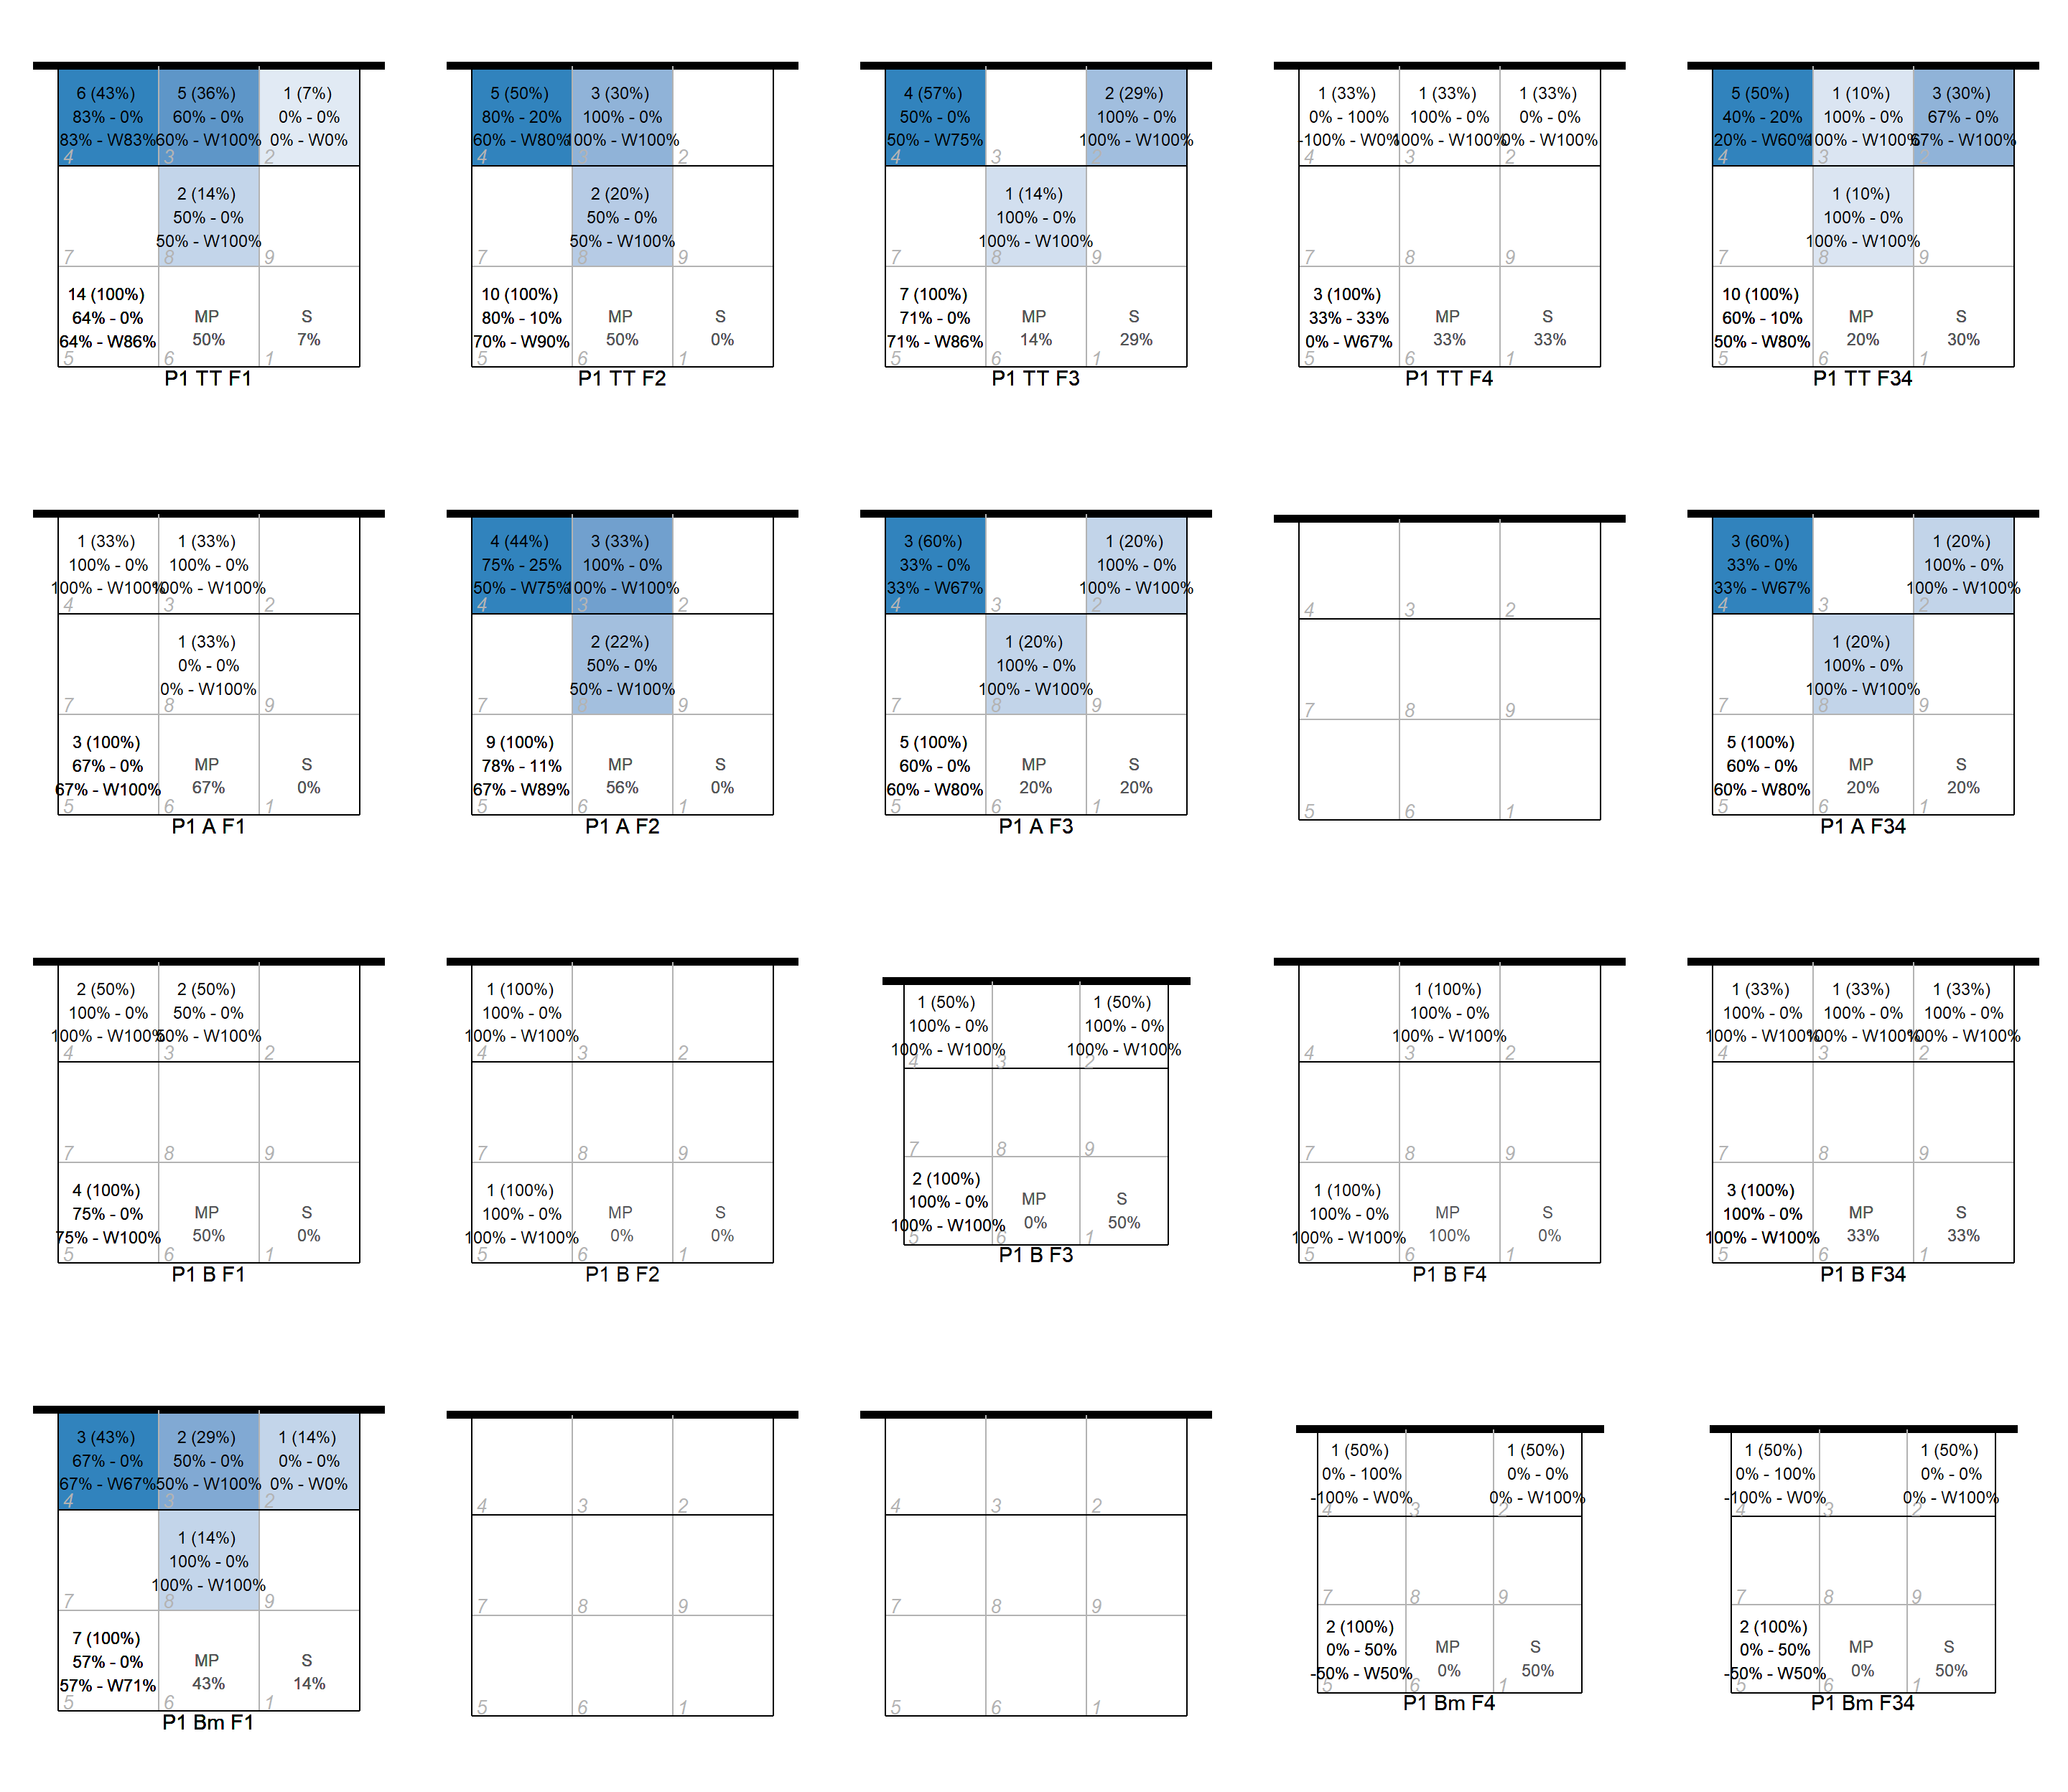 6 (43%) 5 (36%) 1 (7%)
83% - 0% 60% - 0% 0% - 0%
83% - W83% 60% - W100% 0% - W0%
4 3 2
2 (14%)
50% - 0%
50% - W100%
7 8 9
14 (100%)
64% - 0% MP S
64% - W86% 50% 7%
5 6 1
P1 TT F1
5 (50%) 3 (30%)
80% - 20% 100% - 0%
60% - W80% 100% - W100%
4 3 2
2 (20%)
50% - 0%
50% - W100%
7 8 9
10 (100%)
80% - 10% MP S
70% - W90% 50% 0%
5 6 1
P1 TT F2
4 (57%) 2 (29%)
50% - 0% 100% - 0%
50% - W75% 100% - W100%
4 3 2
1 (14%)
100% - 0%
100% - W100%
7 8 9
7 (100%)
71% - 0% MP S
71% - W86% 14% 29%
5 6 1
P1 TT F3
1 (33%) 1 (33%) 1 (33%)
0% - 100% 100% - 0% 0% - 0%
-100% - W0% 100% - W100% 0% - W100%
4 3 2
7 8 9
3 (100%)
33% - 33% MP S
0% - W67% 33% 33%
5 6 1
P1 TT F4
5 (50%) 1 (10%) 3 (30%)
40% - 20% 100% - 0% 67% - 0%
20% - W60% 100% - W100% 67% - W100%
4 3 2
1 (10%)
100% - 0%
100% - W100%
7 8 9
10 (100%)
60% - 10% MP S
50% - W80% 20% 30%
5 6 1
P1 TT F34
1 (33%) 1 (33%)
100% - 0% 100% - 0%
100% - W100% 100% - W100%
4 3 2
1 (33%)
0% - 0%
0% - W100%
7 8 9
3 (100%)
67% - 0% MP S
67% - W100% 67% 0%
5 6 1
P1 A F1
4 (44%) 3 (33%)
75% - 25% 100% - 0%
50% - W75% 100% - W100%
4 3 2
2 (22%)
50% - 0%
50% - W100%
7 8 9
9 (100%)
78% - 11% MP S
67% - W89% 56% 0%
5 6 1
P1 A F2
3 (60%) 1 (20%)
33% - 0% 100% - 0%
33% - W67% 100% - W100%
4 3 2
1 (20%)
100% - 0%
100% - W100%
7 8 9
5 (100%)
60% - 0% MP S
60% - W80% 20% 20%
5 6 1
P1 A F3
4 3 2
7 8 9
5 6 1
3 (60%) 1 (20%)
33% - 0% 100% - 0%
33% - W67% 100% - W100%
4 3 2
1 (20%)
100% - 0%
100% - W100%
7 8 9
5 (100%)
60% - 0% MP S
60% - W80% 20% 20%
5 6 1
P1 A F34
2 (50%) 2 (50%)
100% - 0% 50% - 0%
100% - W100% 50% - W100%
4 3 2
7 8 9
4 (100%)
75% - 0% MP S
75% - W100% 50% 0%
5 6 1
P1 B F1
1 (100%)
100% - 0%
100% - W100%
4 3 2
7 8 9
1 (100%)
100% - 0% MP S
100% - W100% 0% 0%
5 6 1
P1 B F2
1 (50%) 1 (50%)
100% - 0% 100% - 0%
100% - W100% 100% - W100%
4 3 2
7 8 9
2 (100%)
100% - 0% MP S
100% - W100% 0% 50%
5 6 1
P1 B F3
1 (100%)
100% - 0%
100% - W100%
4 3 2
7 8 9
1 (100%)
100% - 0% MP S
100% - W100% 100% 0%
5 6 1
P1 B F4
1 (33%) 1 (33%) 1 (33%)
100% - 0% 100% - 0% 100% - 0%
100% - W100% 100% - W100% 100% - W100%
4 3 2
7 8 9
3 (100%)
100% - 0% MP S
100% - W100% 33% 33%
5 6 1
P1 B F34
3 (43%) 2 (29%) 1 (14%)
67% - 0% 50% - 0% 0% - 0%
67% - W67% 50% - W100% 0% - W0%
4 3 2
1 (14%)
100% - 0%
100% - W100%
7 8 9
7 (100%)
57% - 0% MP S
57% - W71% 43% 14%
5 6 1
P1 Bm F1
4 3 2
7 8 9
5 6 1
4 3 2
7 8 9
5 6 1
1 (50%) 1 (50%)
0% - 100% 0% - 0%
-100% - W0% 0% - W100%
4 3 2
7 8 9
2 (100%)
0% - 50% MP S
-50% - W50% 0% 50%
5 6 1
P1 Bm F4
1 (50%) 1 (50%)
0% - 100% 0% - 0%
-100% - W0% 0% - W100%
4 3 2
7 8 9
2 (100%)
0% - 50% MP S
-50% - W50% 0% 50%
5 6 1
P1 Bm F34